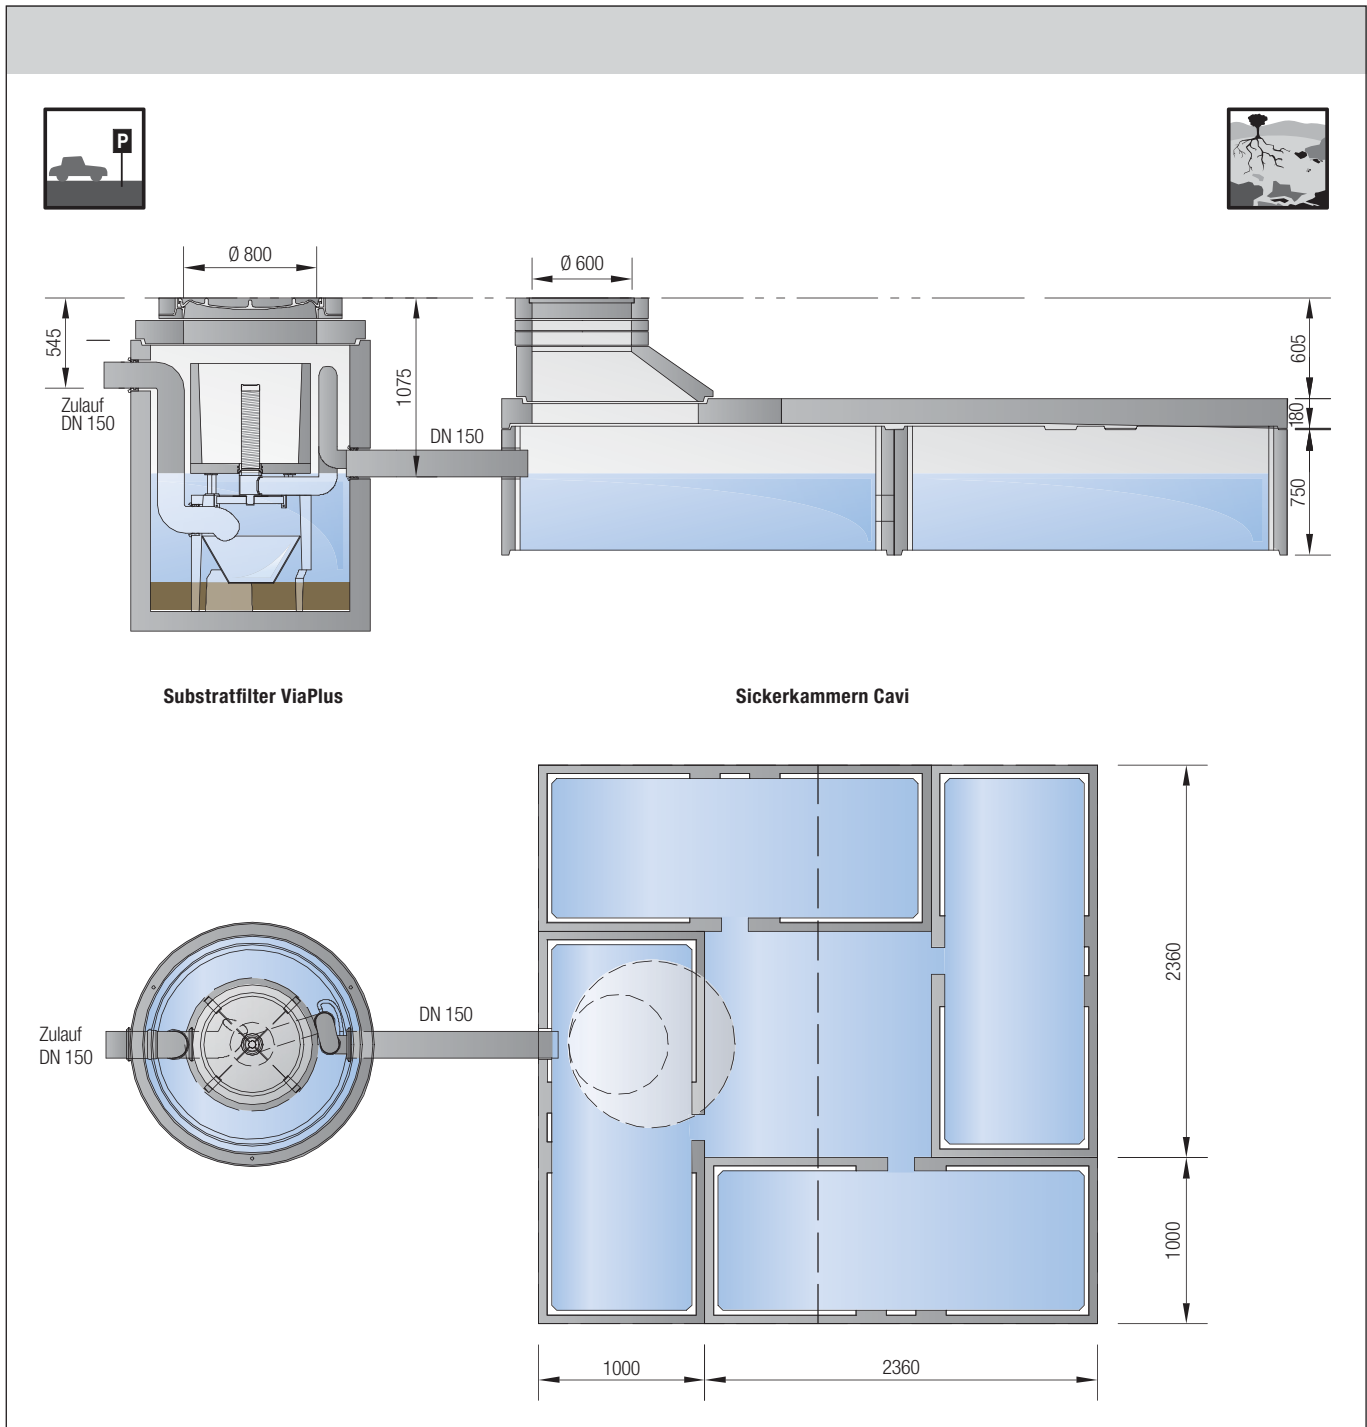 P
Ø 800
Ø 600
545
1075
605
180
750
Zulauf
DN 150
DN 150
Substratfilter ViaPlus
Sickerkammern Cavi
2360
DN 150
Zulauf
DN 150
1000
1000
2360